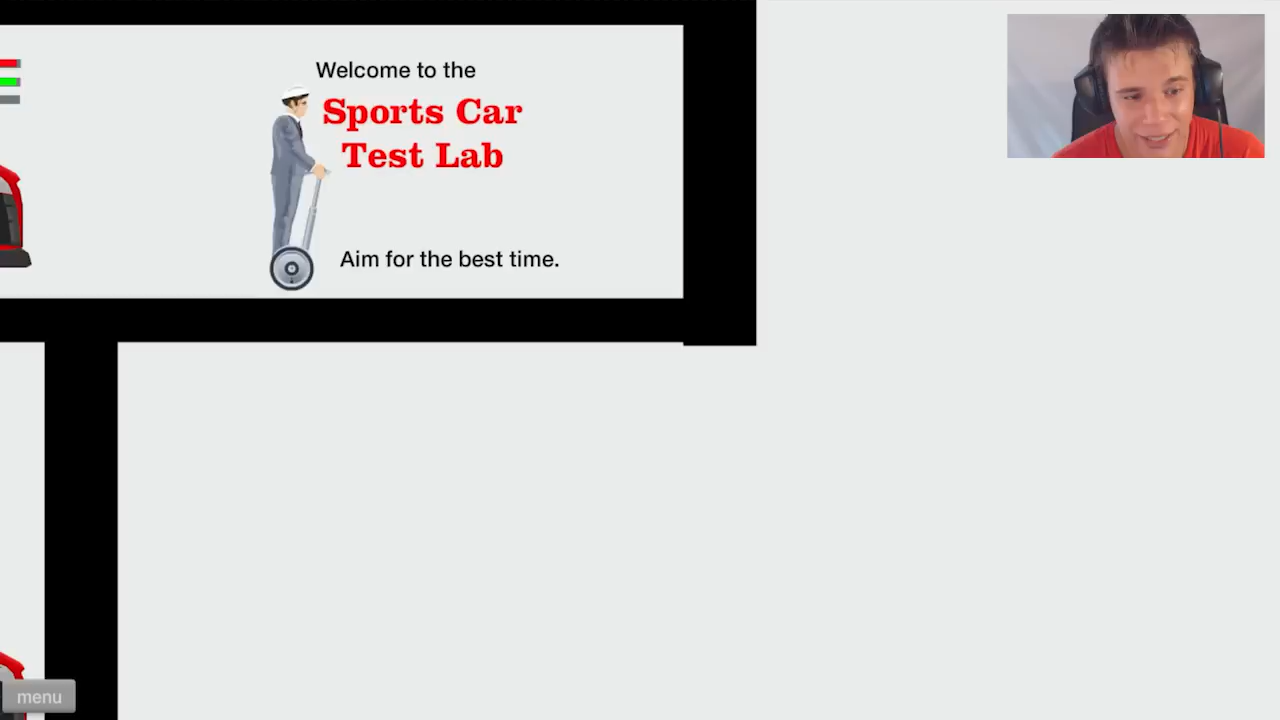 Welcome to the
Sports Car
Test Lab
Aim for the best time.
menu